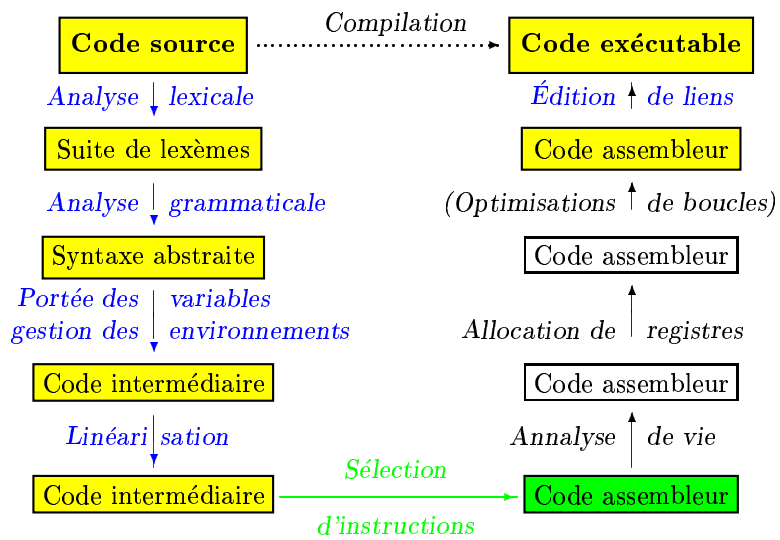 Code source
Compilation
Code exécutable
Analyse lexicale
Édition de liens
Suite de lexèmes
Code assembleur
Analyse grammaticale
(Optimisations de boucles)
Syntaxe abstraite
Code assembleur
Portée des variables
gestion des environnements
Allocation de registres
Code intermédiaire
Code assembleur
Linéarisation
Annalyse de vie
Code intermédiaire
Sélection
d'instructions
Code assembleur